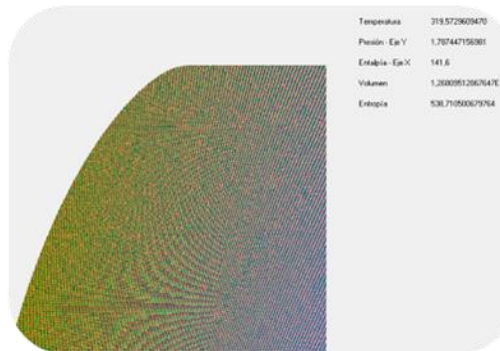 Temperatura 319,5729609470
Presión - Eje Y 1,787447156981
Entalpía - Eje X 141,6
Volumen 1,26809512067647E
Entropía 538,710500679764